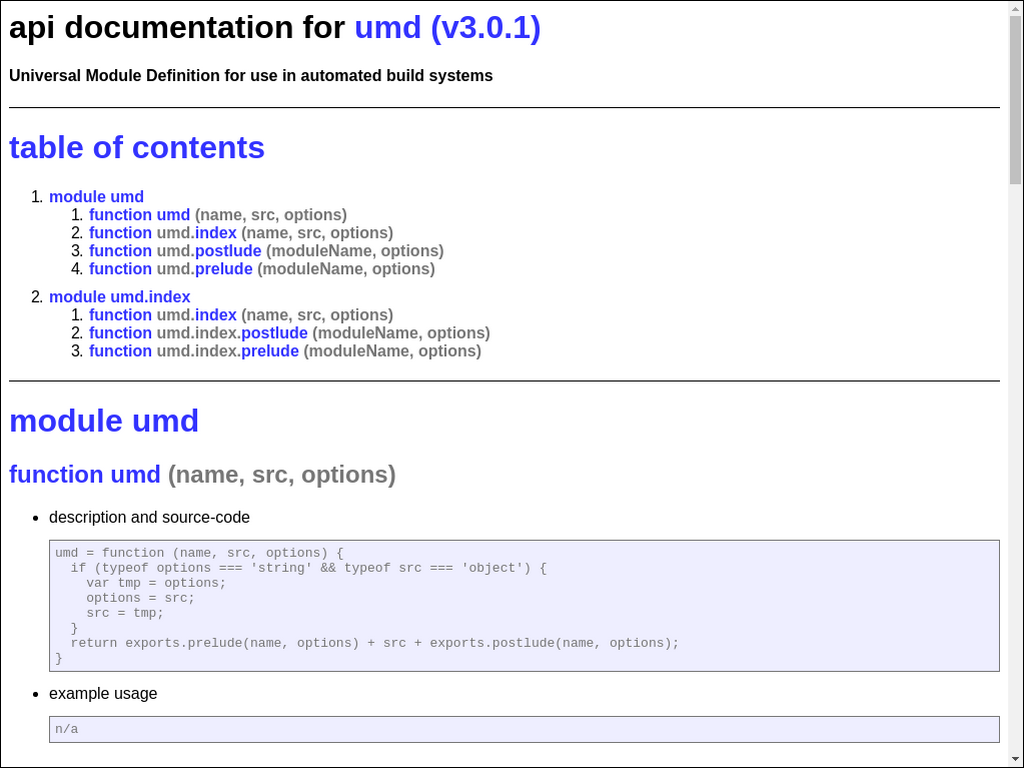 api documentation for umd (v3.0.1)
Universal Module Definition for use in automated build systems
table of contents
1. module umd
1. function umd (name, src, options)
2. function umd.index (name, src, options)
3. function umd.postlude (moduleName, options)
4. function umd.prelude (moduleName, options)
2. module umd.index
1. function umd.index (name, src, options)
2. function umd.index.postlude (moduleName, options)
3. function umd.index.prelude (moduleName, options)
module umd
function umd (name, src, options)
• description and source-code
umd = function (name, src, options) {
  if (typeof options === 'string' && typeof src === 'object') {
    var tmp = options;
    options = src;
    src = tmp;
  }
  return exports.prelude(name, options) + src + exports.postlude(name, options);
}
• example usage
n/a